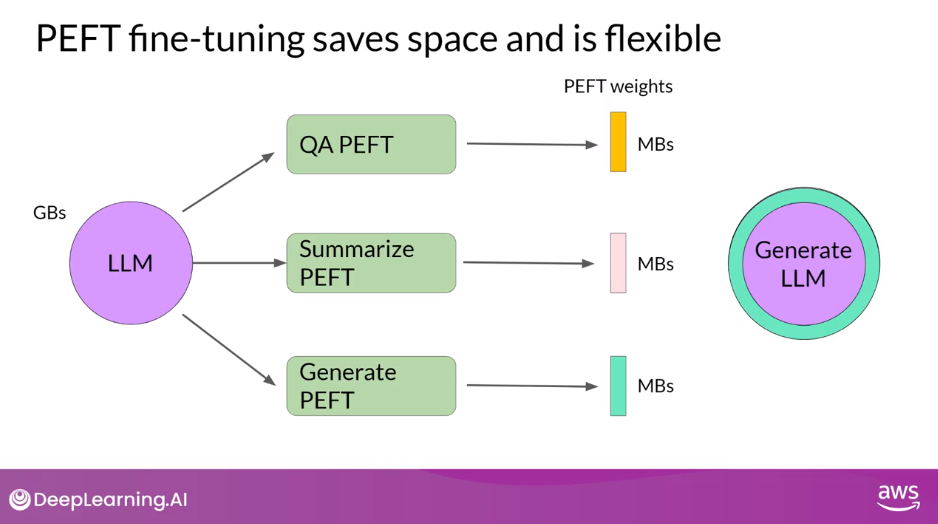 PEFT fine-tuning saves space and is flexible
PEFT weights
QA PEFT
MBs
GBs
LLM
Summarize
PEFT
MBs
Generate
LLM
Generate
PEFT
MBs
DeepLearning.AI
aws